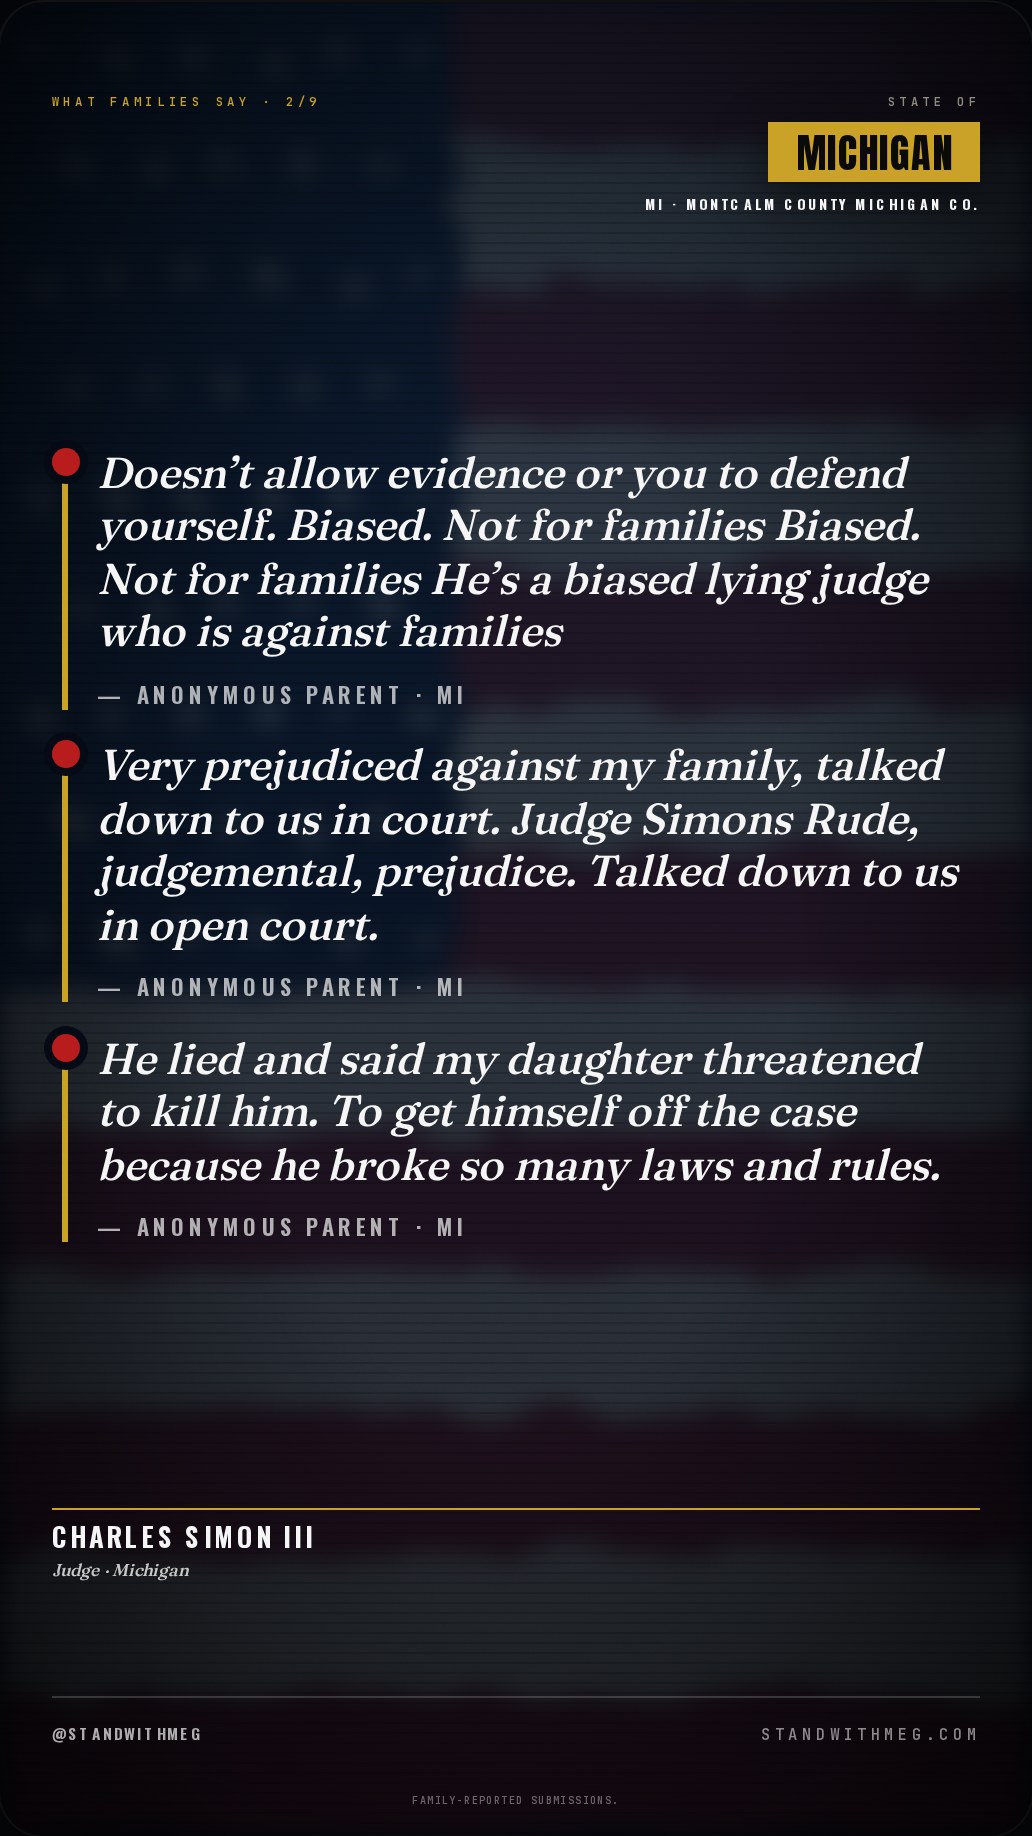 WHAT FAMILIES SAY · 2/9
STATE OF
MICHIGAN
MI · MONTCALM COUNTY MICHIGAN CO.
Doesn’t allow evidence or you to defend
yourself. Biased. Not for families Biased.
Not for families He’s a biased lying judge
who is against families
— ANONYMOUS PARENT · MI
Very prejudiced against my family, talked
down to us in court. Judge Simons Rude,
judgemental, prejudice. Talked down to us
in open court.
— ANONYMOUS PARENT · MI
He lied and said my daughter threatened
to kill him. To get himself off the case
because he broke so many laws and rules.
— ANONYMOUS PARENT · MI
CHARLES SIMON III
Judge · Michigan
@STANDWITHMEG
STANDWITHMEG.COM
FAMILY-REPORTED SUBMISSIONS.